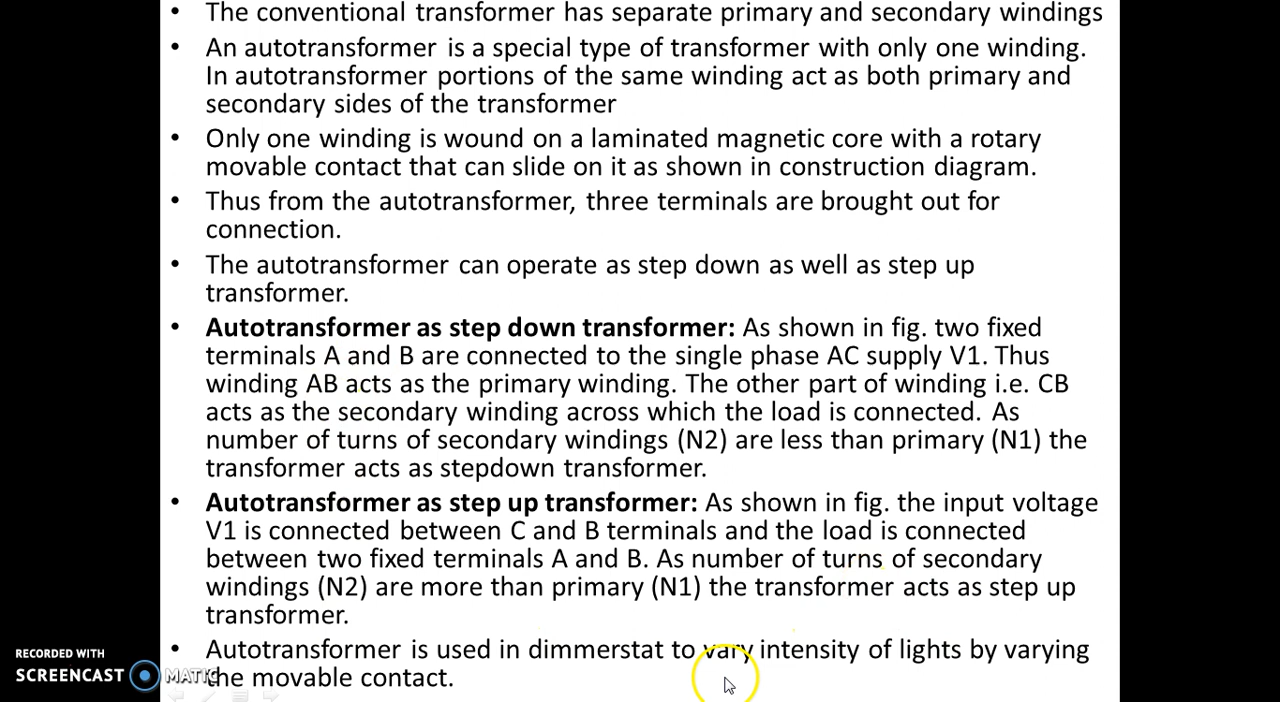 • The conventional transformer has separate primary and secondary windings
• An autotransformer is a special type of transformer with only one winding.
In autotransformer portions of the same winding act as both primary and
secondary sides of the transformer
• Only one winding is wound on a laminated magnetic core with a rotary
movable contact that can slide on it as shown in construction diagram.
• Thus from the autotransformer, three terminals are brought out for
connection.
• The autotransformer can operate as step down as well as step up
transformer.
• Autotransformer as step down transformer: As shown in fig. two fixed
terminals A and B are connected to the single phase AC supply V1. Thus
winding AB acts as the primary winding. The other part of winding i.e. CB
acts as the secondary winding across which the load is connected. As
number of turns of secondary windings (N2) are less than primary (N1) the
transformer acts as stepdown transformer.
• Autotransformer as step up transformer: As shown in fig. the input voltage
V1 is connected between C and B terminals and the load is connected
between two fixed terminals A and B. As number of turns of secondary
windings (N2) are more than primary (N1) the transformer acts as step up
transformer.
• Autotransformer is used in dimmerstat to vary intensity of lights by varying
the movable contact.
RECORDED WITH
SCREENCAST MATIC